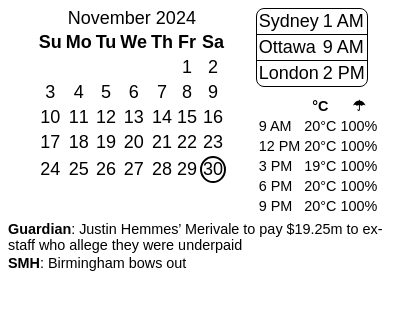 November 2024
Su Mo Tu We Th Fr Sa
1 2
3 4 5 6 7 8 9
10 11 12 13 14 15 16
17 18 19 20 21 22 23
24 25 26 27 28 29 30
Sydney 1 AM
Ottawa 9 AM
London 2 PM
°C ☂
9 AM 20°C 100%
12 PM 20°C 100%
3 PM 19°C 100%
6 PM 20°C 100%
9 PM 20°C 100%
Guardian: Justin Hemmes' Merivale to pay $19.25m to ex-
staff who allege they were underpaid
SMH: Birmingham bows out